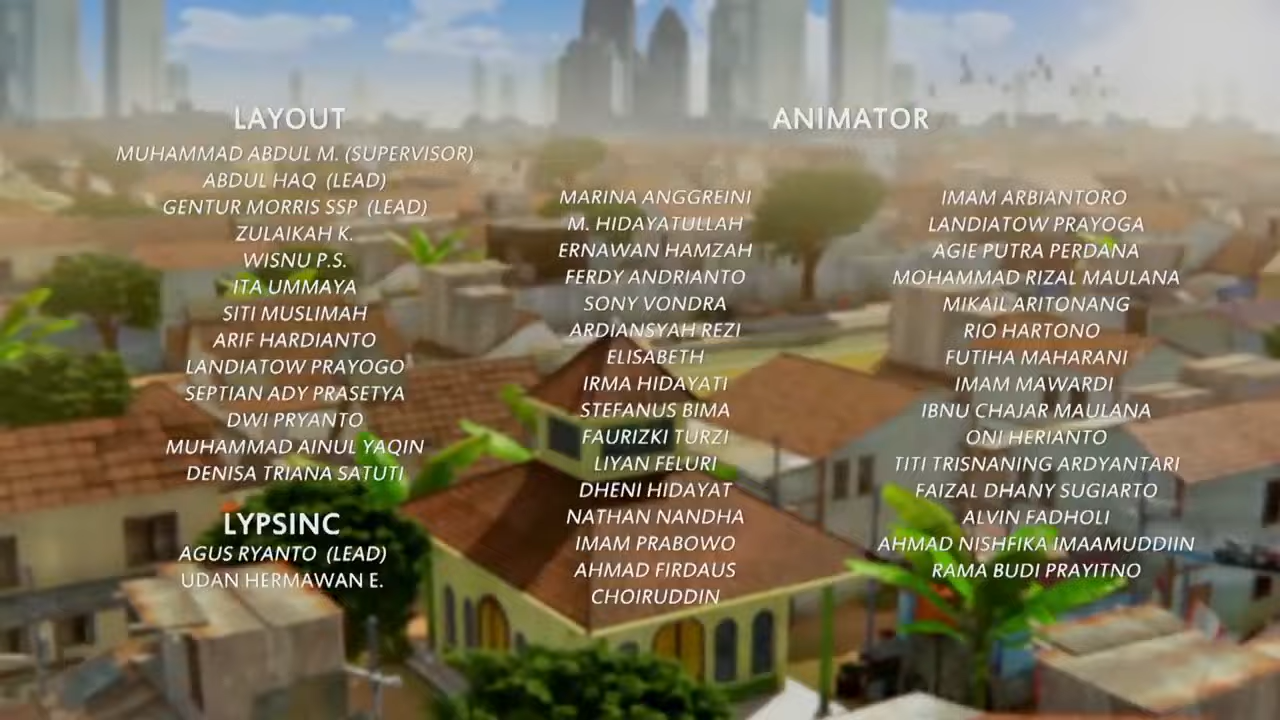 LAYOUT
MUHAMMAD ABDUL M. (SUPERVISOR)
ABDUL HAQ (LEAD)
GENTUR MORRIS SSP (LEAD)
ZULAIKAH K.
WISNU P.S.
ITA UMMAYA
SITI MUSLIMAH
ARIF HARDIANTO
LANDIATOW PRAYOGO
SEPTIAN ADY PRASETYA
DWI PRYANTO
MUHAMMAD AINUL YAQIN
DENISA TRIANA SATUTI
LYPSINC
AGUS RYANTO (LEAD)
UDAN HERMAWAN E.
ANIMATOR
MARINA ANGGREINI
M. HIDAYATULLAH
ERNAWAN HAMZAH
FERDY ANDRIANTO
SONY VONDRA
ARDIANSYAH REZI
ELISABETH
IRMA HIDAYATI
STEFANUS BIMA
FAURIZKI TURZI
LIYAN FELURI
DHENI HIDAYAT
NATHAN NANDHA
IMAM PRABOWO
AHMAD FIRDAUS
CHOIRUDDIN
IMAM ARBIANTORO
LANDIATOW PRAYOGA
AGIE PUTRA PERDANA
MOHAMMAD RIZAL MAULANA
MIKAIL ARITONANG
RIO HARTONO
FUTIHA MAHARANI
IMAM MAWARDI
IBNU CHAJAR MAULANA
ONI HERIANTO
TITI TRISNANING ARDYANTARI
FAIZAL DHANY SUGIARTO
ALVIN FADHOLI
AHMAD NISHFIKA IMAAMUDDIIN
RAMA BUDI PRAYITNO